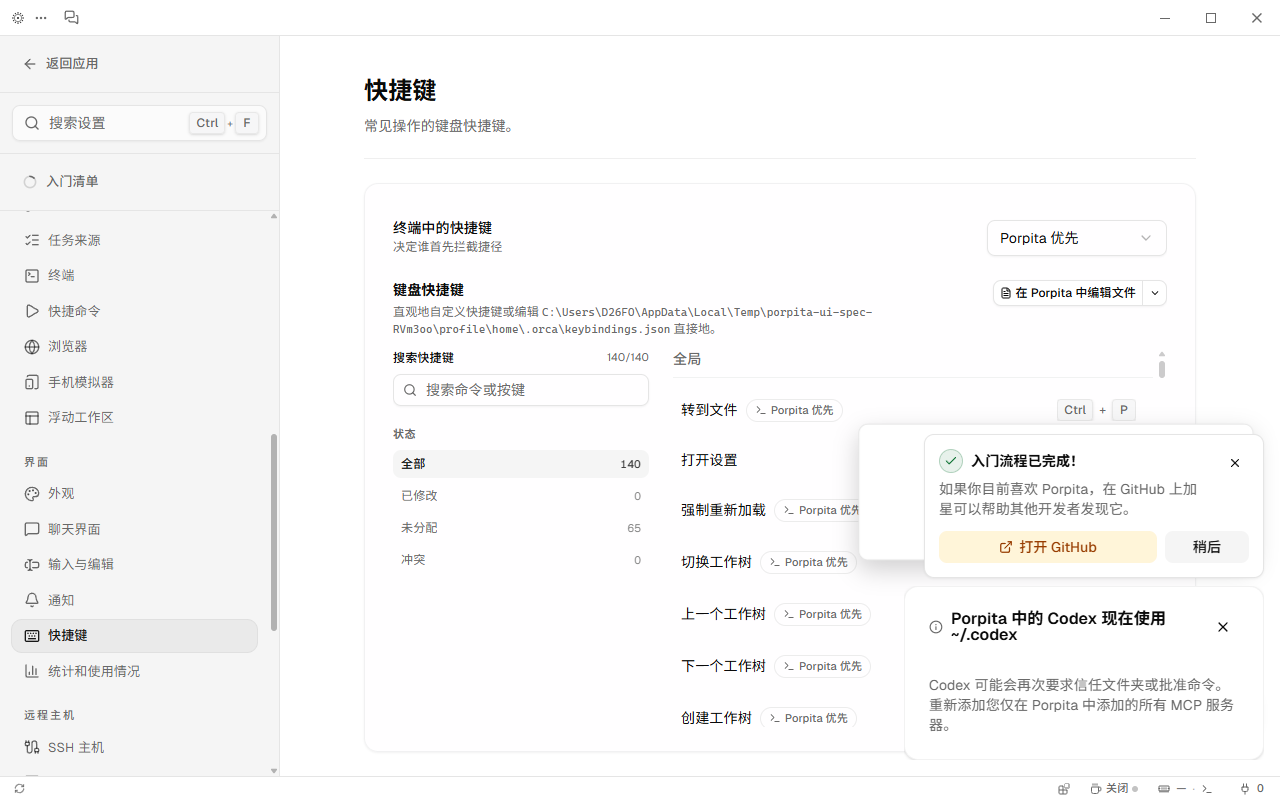 返回应用
搜索设置 Ctrl + F
入门清单
任务来源
终端
快捷命令
浏览器
手机模拟器
浮动工作区
界面
外观
聊天界面
输入与编辑
通知
快捷键
统计和使用情况
远程主机
SSH 主机
快捷键
常见操作的键盘快捷键。
终端中的快捷键
决定谁首先拦截捷径
Porpita 优先
键盘快捷键
直观地自定义快捷键或编辑 C:\Users\D26FO\AppData\Local\Temp\porpita-ui-spec-
RVm3oo\profile\home\.orca\keybindings.json 直接地。
在 Porpita 中编辑文件
搜索快捷键 140/140
搜索命令或按键
状态
全部 140
已修改 0
未分配 65
冲突 0
全局
转到文件 Porpita 优先 Ctrl + P
打开设置
强制重新加载 Porpita 优先
切换工作树 Porpita 优先
上一个工作树 Porpita 优先
下一个工作树 Porpita 优先
创建工作树 Porpita 优先
入门流程已完成!
如果你目前喜欢 Porpita，在 GitHub 上加
星可以帮助其他开发者发现它。
打开 GitHub 稍后
Porpita 中的 Codex 现在使用
~/.codex
Codex 可能会再次要求信任文件夹或批准命令。
重新添加您仅在 Porpita 中添加的所有 MCP 服务
器。
关闭 — · 0